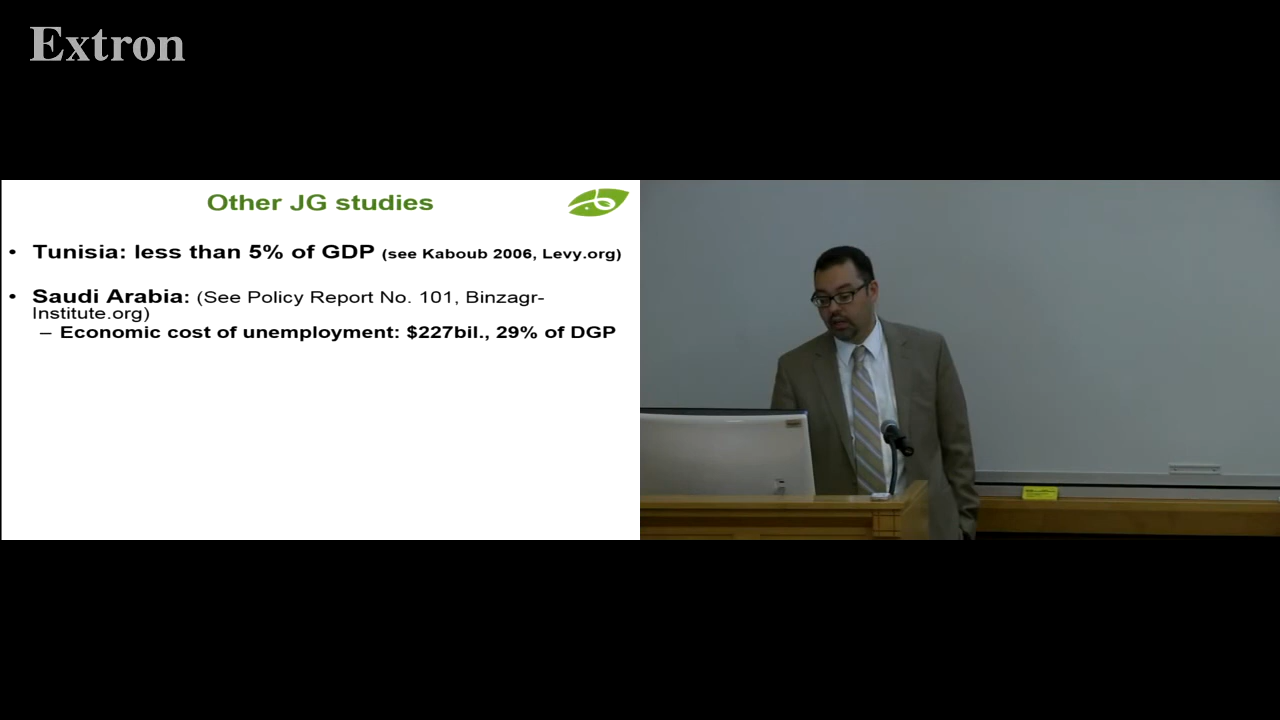 Extron
Other JG studies
• Tunisia: less than 5% of GDP (see Kaboub 2006, Levy.org)
• Saudi Arabia: (See Policy Report No. 101, Binzagr-
Institute.org)
– Economic cost of unemployment: $227bil., 29% of DGP